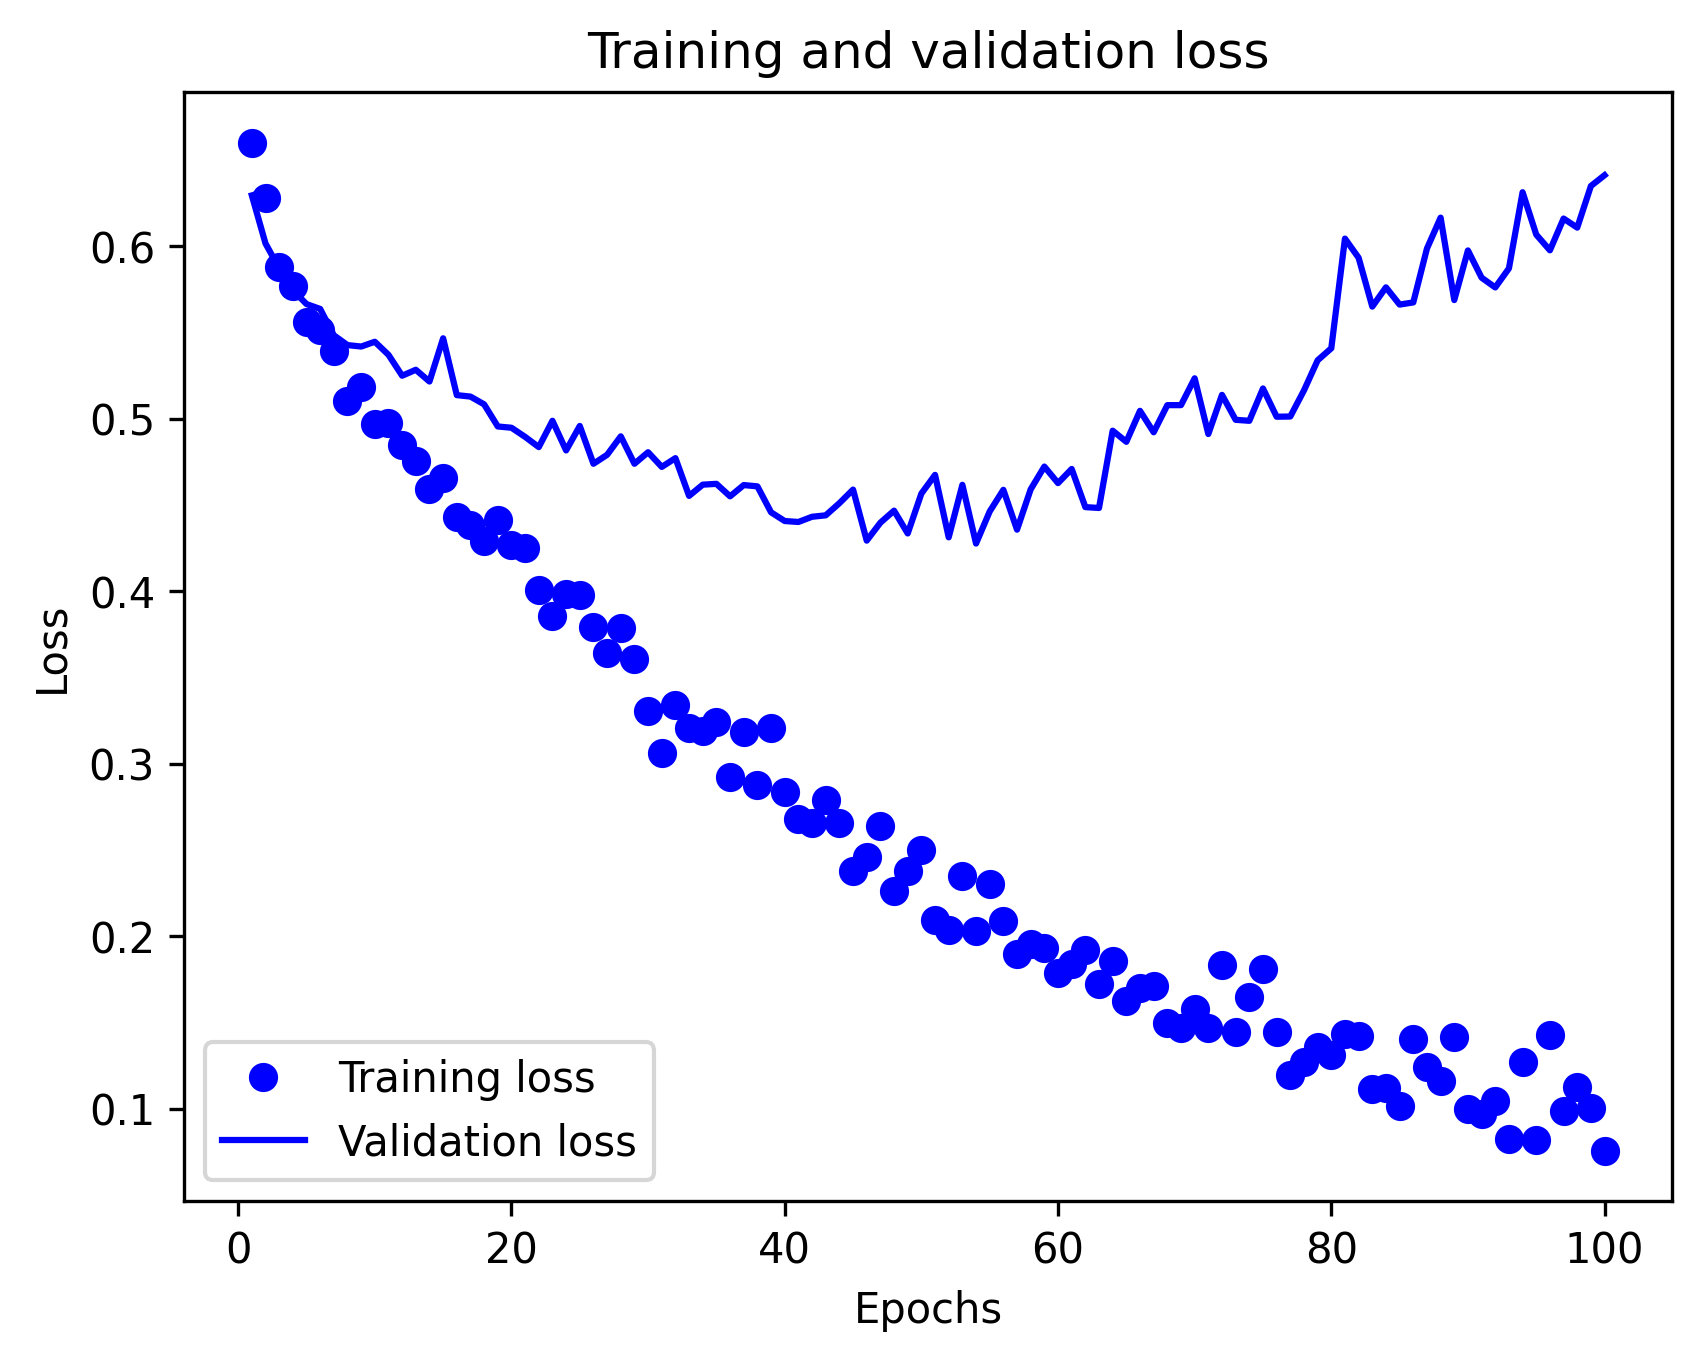 Training and validation loss
0.6
0.5
0.4
0.3
0.2
0.1
Loss
Training loss
Validation loss
0 20 40 60 80 100
Epochs